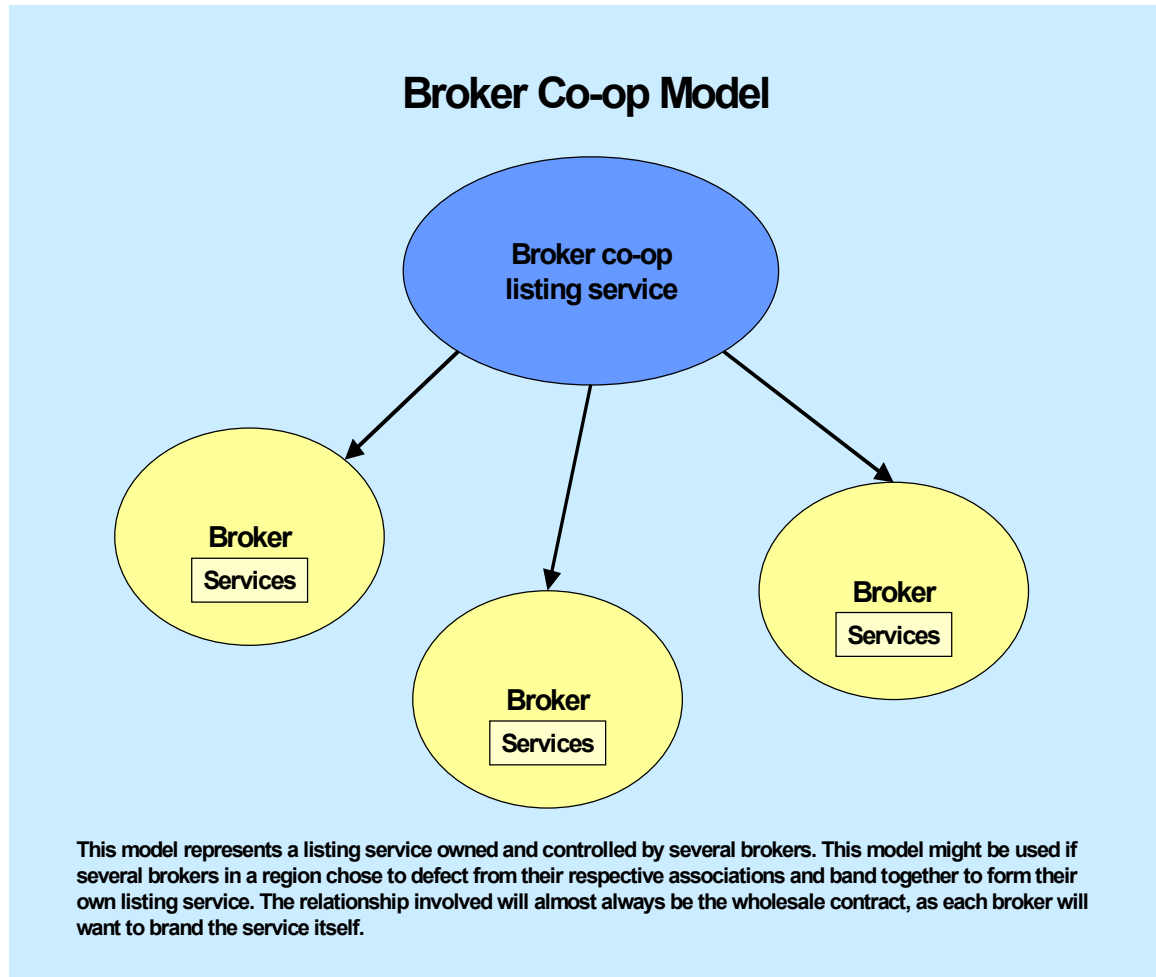 Broker Co-op Model
Broker co-op
listing service
Broker
Services
Broker
Services
Broker
Services
This model represents a listing service owned and controlled by several brokers. This model might be used if
several brokers in a region chose to defect from their respective associations and band together to form their
own listing service. The relationship involved will almost always be the wholesale contract, as each broker will
want to brand the service itself.